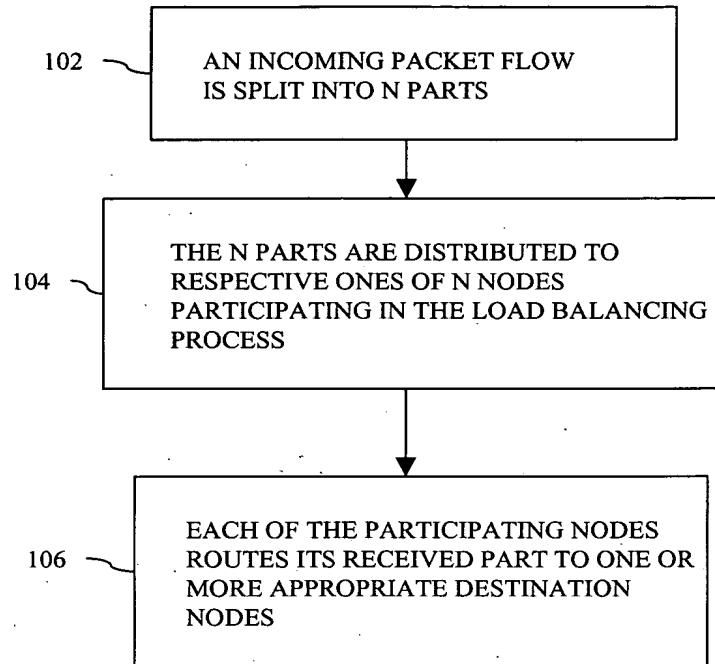 102
AN INCOMING PACKET FLOW
IS SPLIT INTO N PARTS
104
THE N PARTS ARE DISTRIBUTED TO
RESPECTIVE ONES OF N NODES
PARTICIPATING IN THE LOAD BALANCING
PROCESS
106
EACH OF THE PARTICIPATING NODES
ROUTES ITS RECEIVED PART TO ONE OR
MORE APPROPRIATE DESTINATION
NODES